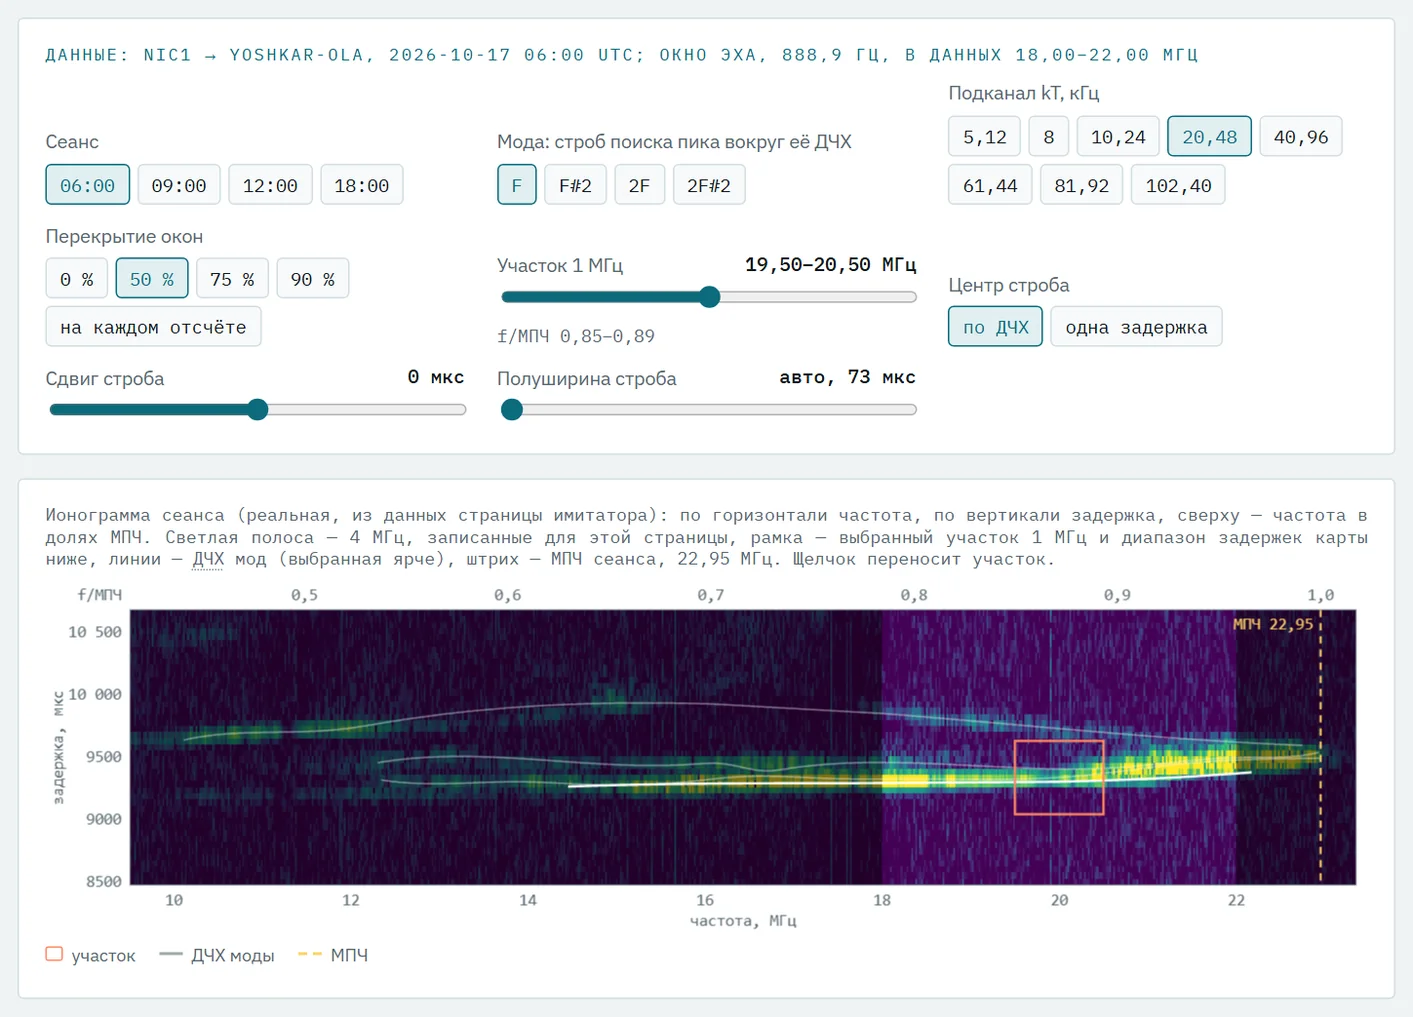 ДАННЫЕ: NIC1 → YOSHKAR-OLA, 2026-10-17 06:00 UTC; ОКНО ЭХА, 888,9 ГЦ, В ДАННЫХ 18,00–22,00 МГЦ
Сеанс
06:00 09:00 12:00 18:00
Мода: строб поиска пика вокруг её ДЧХ
F F#2 2F 2F#2
Подканал kT, кГц
5,12 8 10,24 20,48 40,96
61,44 81,92 102,40
Перекрытие окон
0 % 50 % 75 % 90 %
на каждом отсчёте
Участок 1 МГц 19,50–20,50 МГц
f/МПЧ 0,85–0,89
Центр строба
по ДЧХ одна задержка
Сдвиг строба 0 мкс
Полуширина строба авто, 73 мкс
Ионограмма сеанса (реальная, из данных страницы имитатора): по горизонтали частота, по вертикали задержка, сверху — частота в
долях МПЧ. Светлая полоса — 4 МГц, записанные для этой страницы, рамка — выбранный участок 1 МГц и диапазон задержек карты
ниже, линии — ДЧХ мод (выбранная ярче), штрих — МПЧ сеанса, 22,95 МГц. Щелчок переносит участок.
f/МПЧ 0,5 0,6 0,7 0,8 0,9 1,0
МПЧ 22,95
10 500
10 000
9500
9000
8500
задержка, мкс
10 12 14 16 18 20 22
частота, МГц
участок ДЧХ моды МПЧ